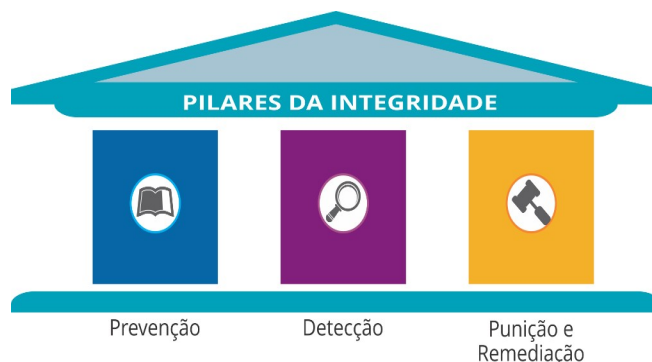 PILARES DA INTEGRIDADE
Prevenção
Detecção
Punição e
Remediação